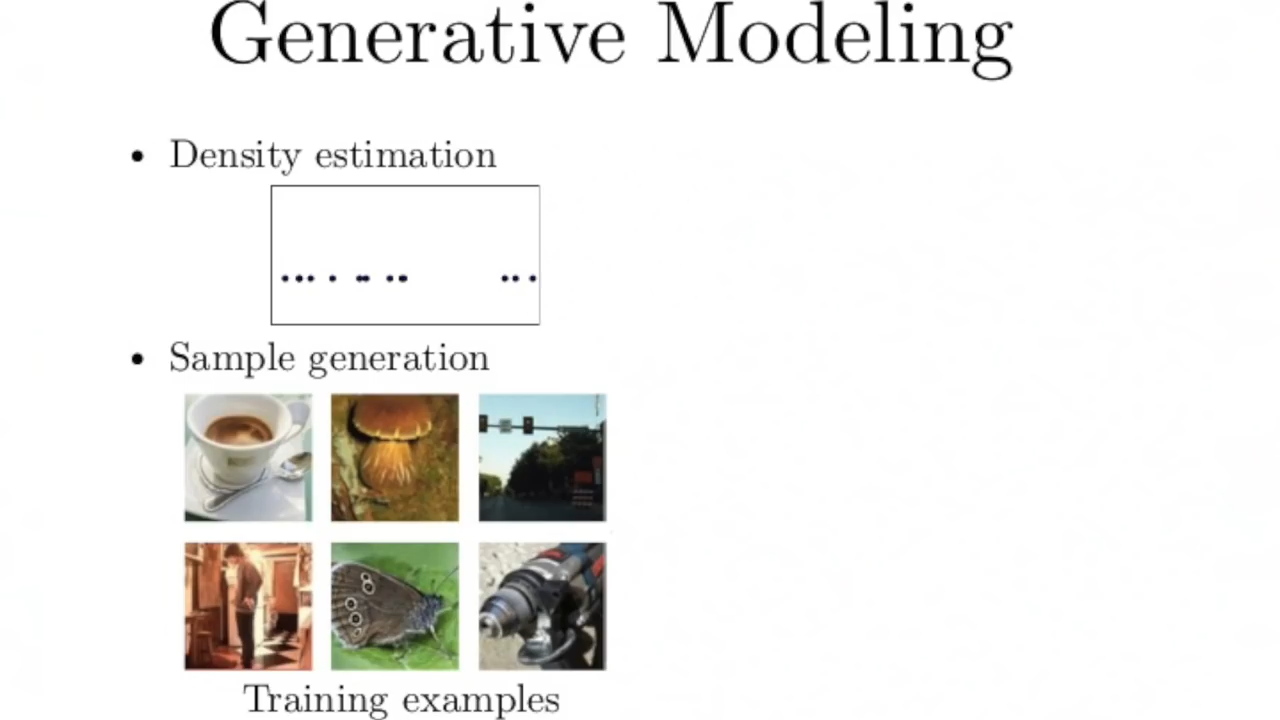 Generative Modeling
• Density estimation
• Sample generation
Training examples